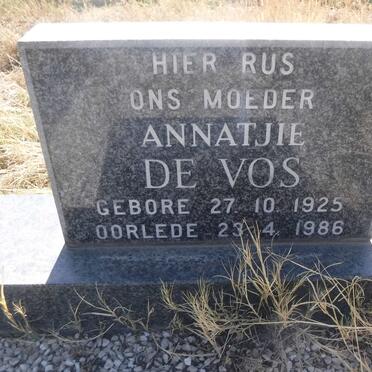 HIER RUS
ONS MOEDER
ANNATJIE
DE VOS
GEBORE 27.10.1925
OORLEDE 23.4.1986